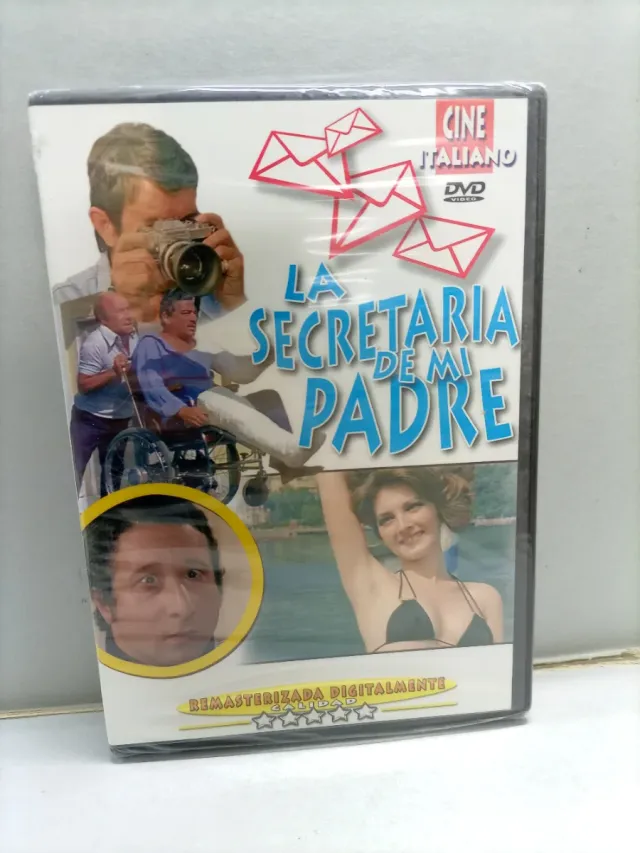 CINE
ITALIANO
DVD
VIDEO
LA
SECRETARIA
DE MI
PADRE
REMASTERIZADA DIGITALMENTE
CALIDAD